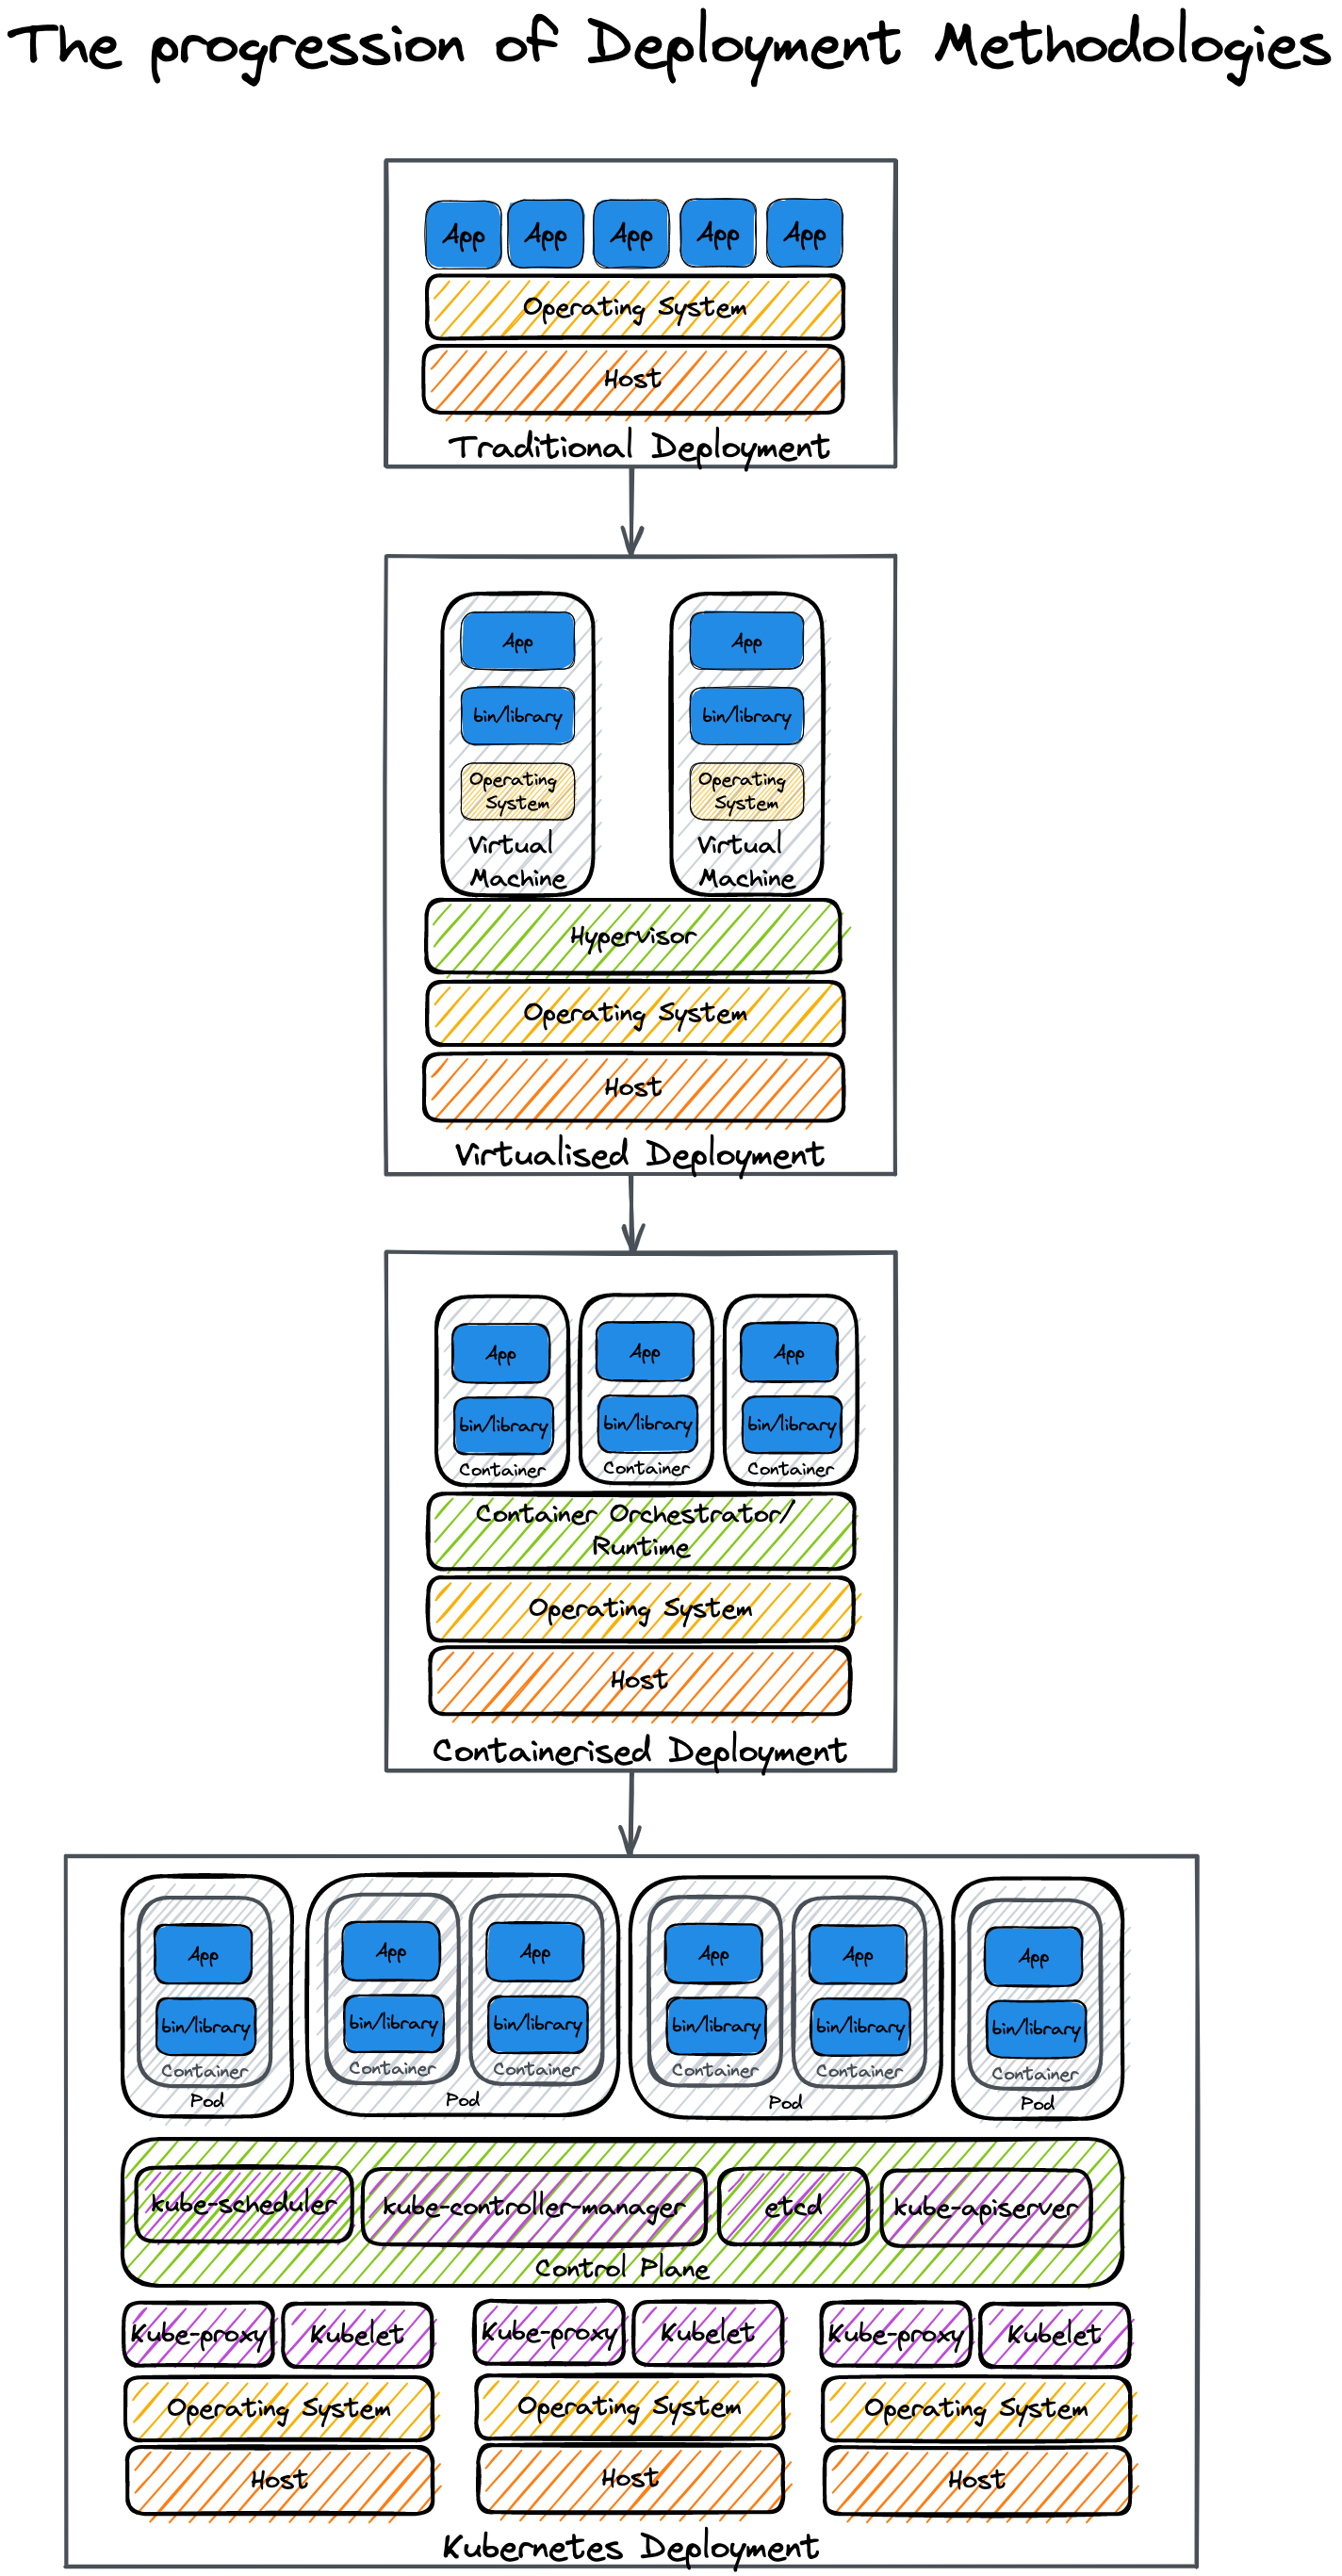 The progression of Deployment Methodologies
App App App App App
Operating System
Host
Traditional Deployment
App App
bin/library bin/library
Operating Operating
System System
Virtual Virtual
Machine Machine
Hypervisor
Operating System
Host
Virtualised Deployment
App App App
bin/library bin/library bin/library
Container Container Container
Container Orchestrator/
Runtime
Operating System
Host
Containerised Deployment
App App App App App App
bin/library bin/library bin/library bin/library bin/library bin/library
Container Container Container Container Container Container
Pod Pod Pod Pod
kube-scheduler kube-controller-manager etcd kube-apiserver
Control Plane
Kube-proxy Kubelet Kube-proxy Kubelet Kube-proxy Kubelet
Operating System Operating System Operating System
Host Host Host
Kubernetes Deployment